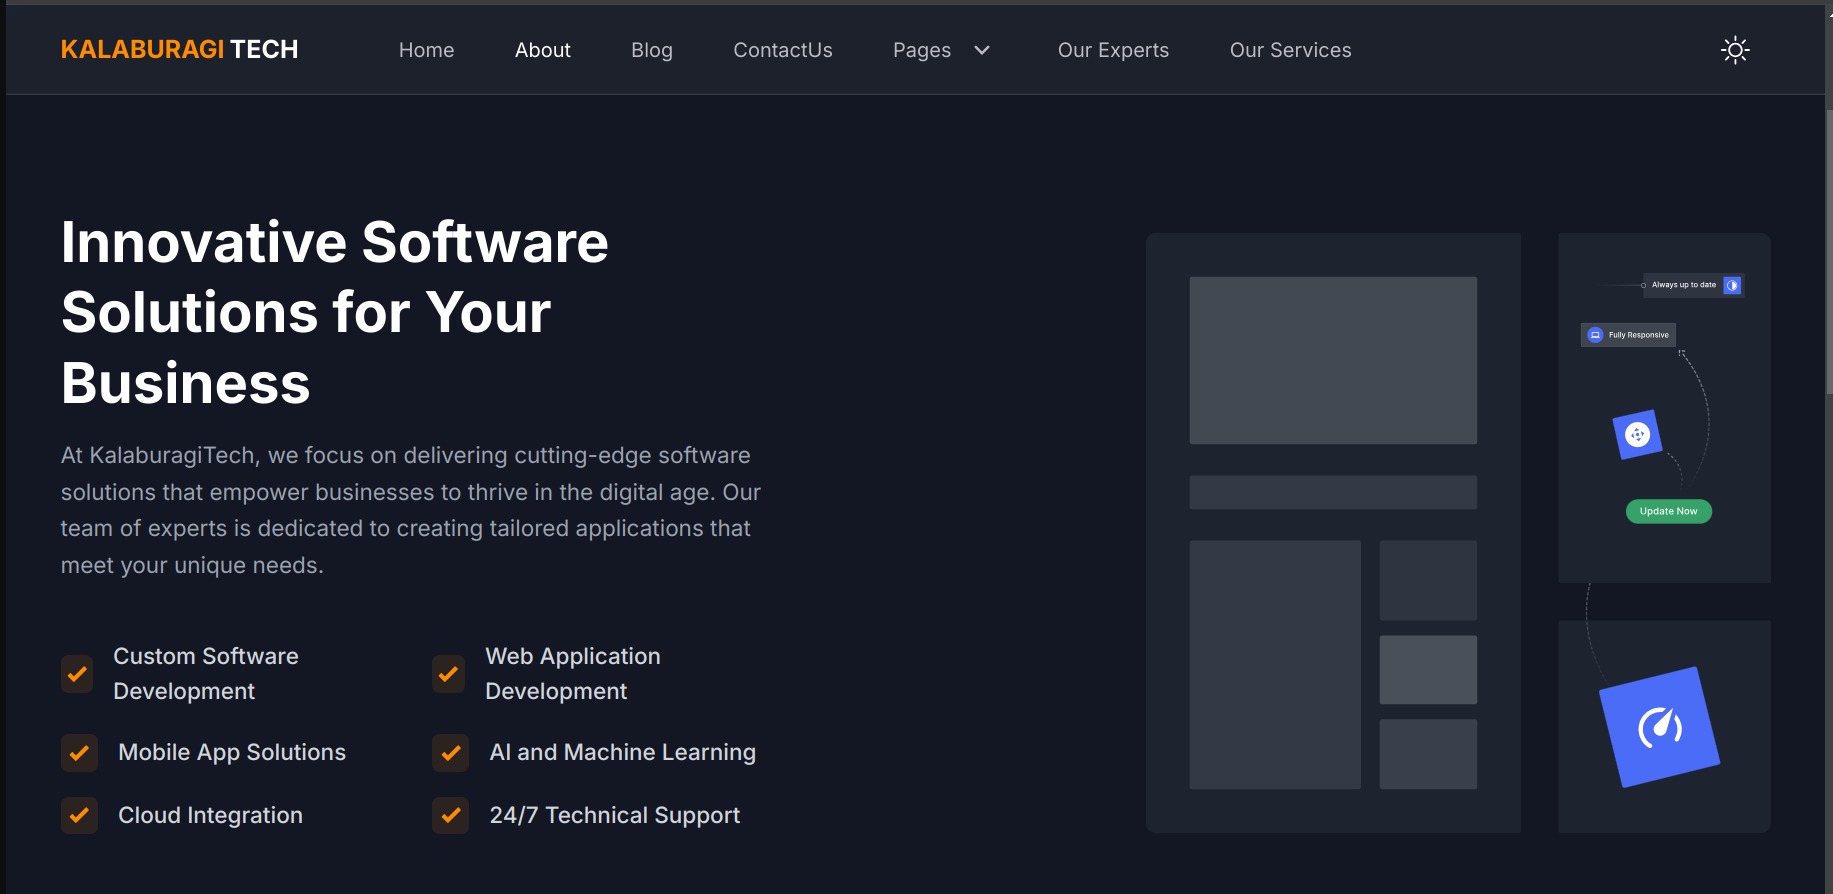 KALABURAGI TECH
Home
About
Blog
ContactUs
Pages
Our Experts
Our Services
Innovative Software
Solutions for Your
Business
At KalaburagiTech, we focus on delivering cutting-edge software
solutions that empower businesses to thrive in the digital age. Our
team of experts is dedicated to creating tailored applications that
meet your unique needs.
Custom Software
Development
Web Application
Development
Mobile App Solutions
AI and Machine Learning
Cloud Integration
24/7 Technical Support
Always up to date
Fully Responsive
Update Now